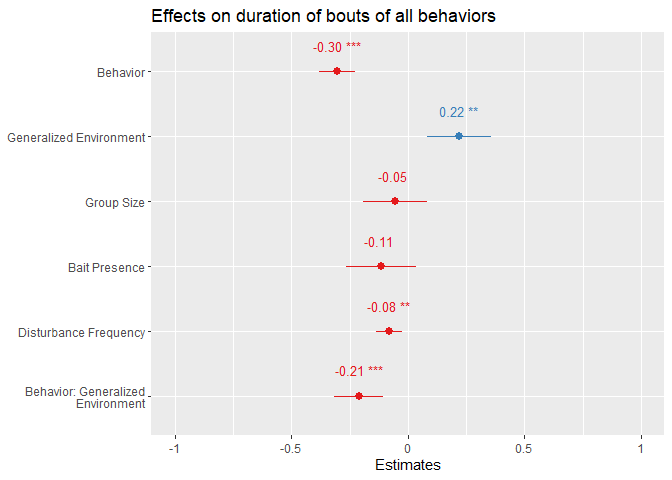 Effects on duration of bouts of all behaviors
-0.30 ***
Behavior
0.22 **
Generalized Environment
-0.05
Group Size
-0.11
Bait Presence
-0.08 **
Disturbance Frequency
-0.21 ***
Behavior: Generalized
Environment
-1 -0.5 0 0.5 1
Estimates